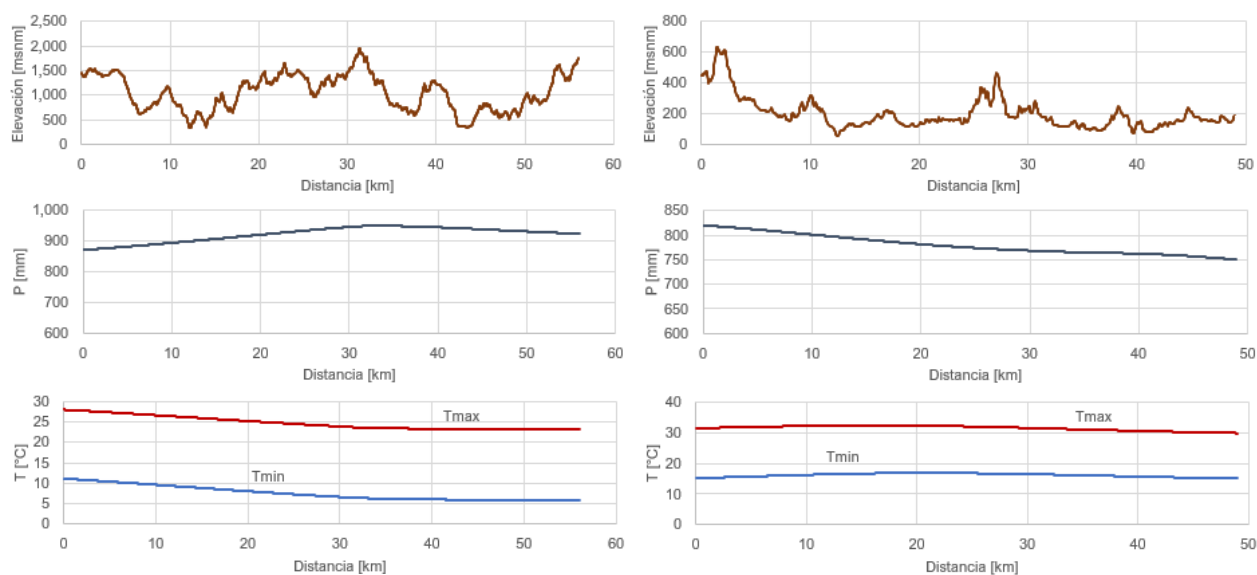 Elevación [msnm]
2,500
2,000
1,500
1,000
500
0
0 10 20 30 40 50 60
Distancia [km]
Elevación [msnm]
800
600
400
200
0
0 10 20 30 40 50
Distancia [km]
P [mm]
1,000
900
800
700
600
0 10 20 30 40 50 60
Distancia [km]
P [mm]
850
800
750
700
650
600
0 10 20 30 40 50
Distancia [km]
T [°C]
30
25
20
15
10
5
0
Tmax
Tmin
0 10 20 30 40 50 60
Distancia [km]
T [°C]
40
30
20
10
0
Tmax
Tmin
0 10 20 30 40 50
Distancia [km]